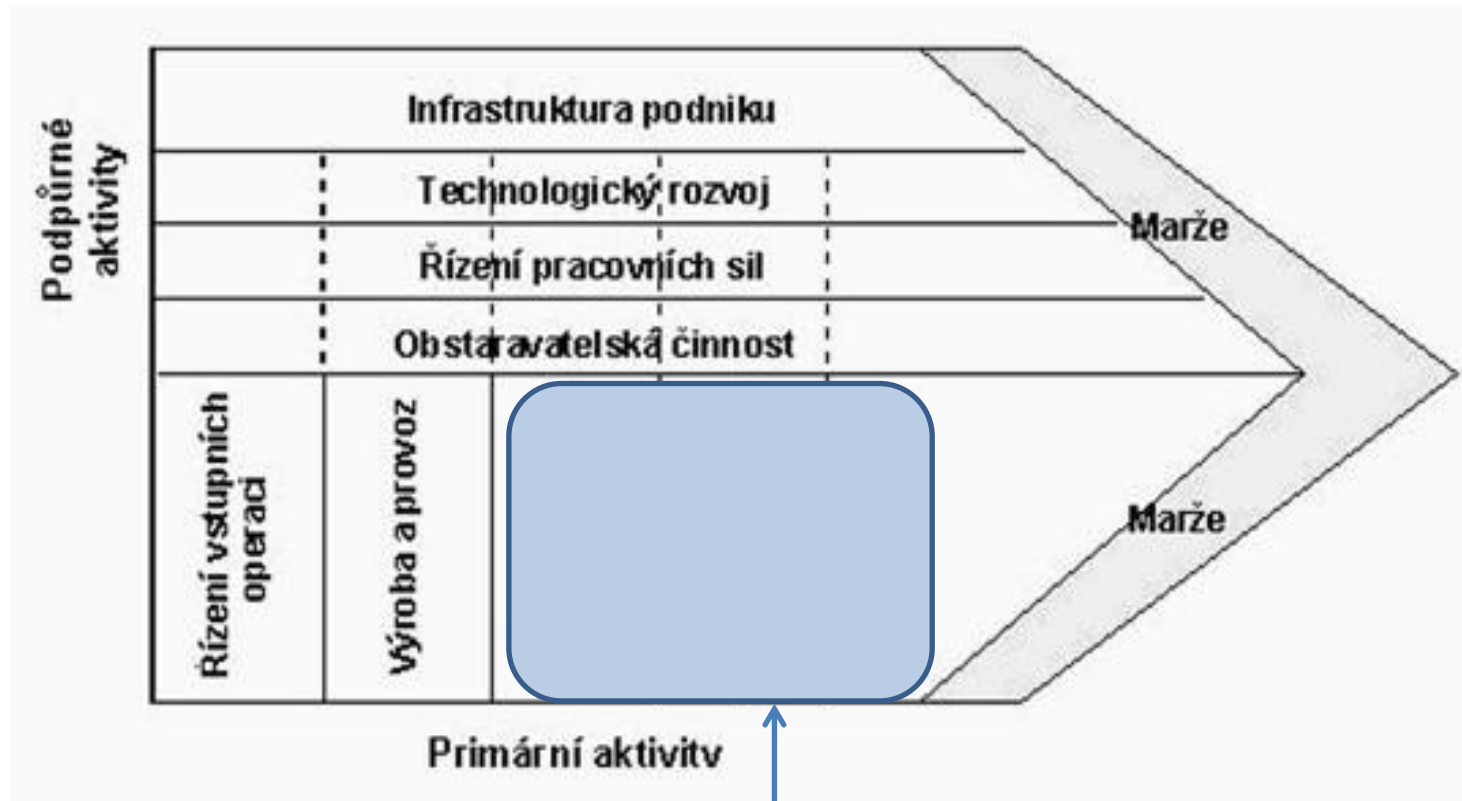 Podpůrné
aktivity
Infrastruktura podniku
Technologický rozvoj
Řízení pracovních sil
Obstaravatelská činnost
Marže
Řízení vstupních
operaci
Výroba a provoz
Marže
Primární aktivity